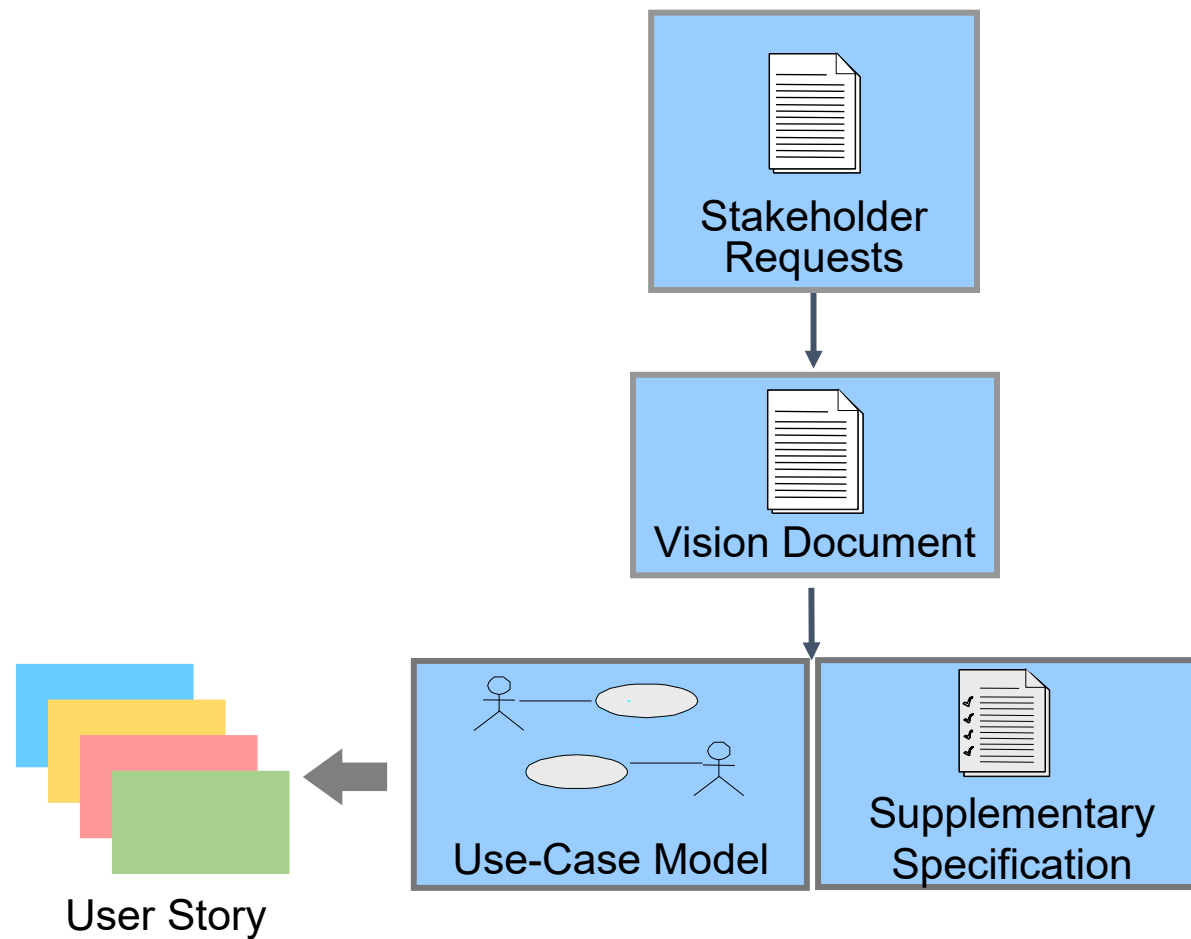 Stakeholder
Requests
Vision Document
Use-Case Model
Supplementary
Specification
User Story